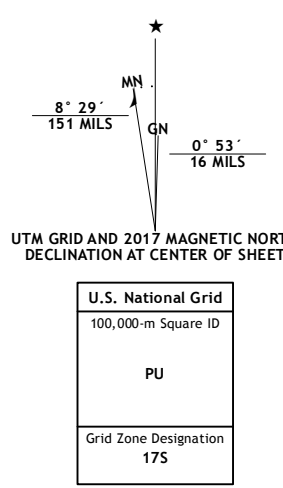 ★
MN
8° 29´
151 MILS
GN
0° 53´
16 MILS
UTM GRID AND 2017 MAGNETIC NORT
DECLINATION AT CENTER OF SHEET
U.S. National Grid
100,000-m Square ID
PU
Grid Zone Designation
17S